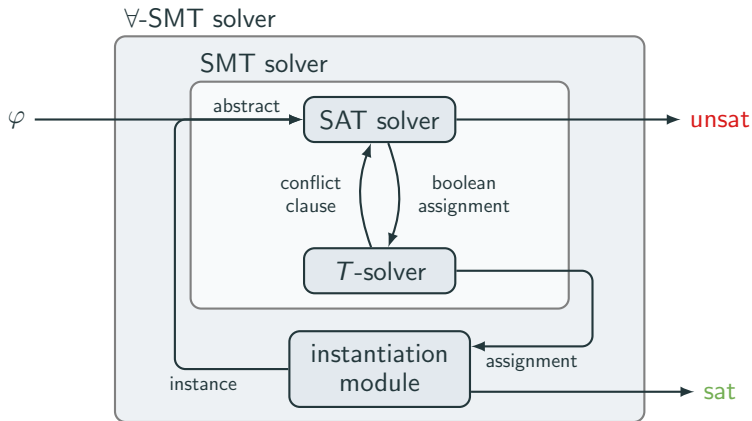 ∀-SMT solver
SMT solver
φ
abstract
SAT solver
unsat
conflict
clause
boolean
assignment
T-solver
instantiation
module
assignment
instance
sat